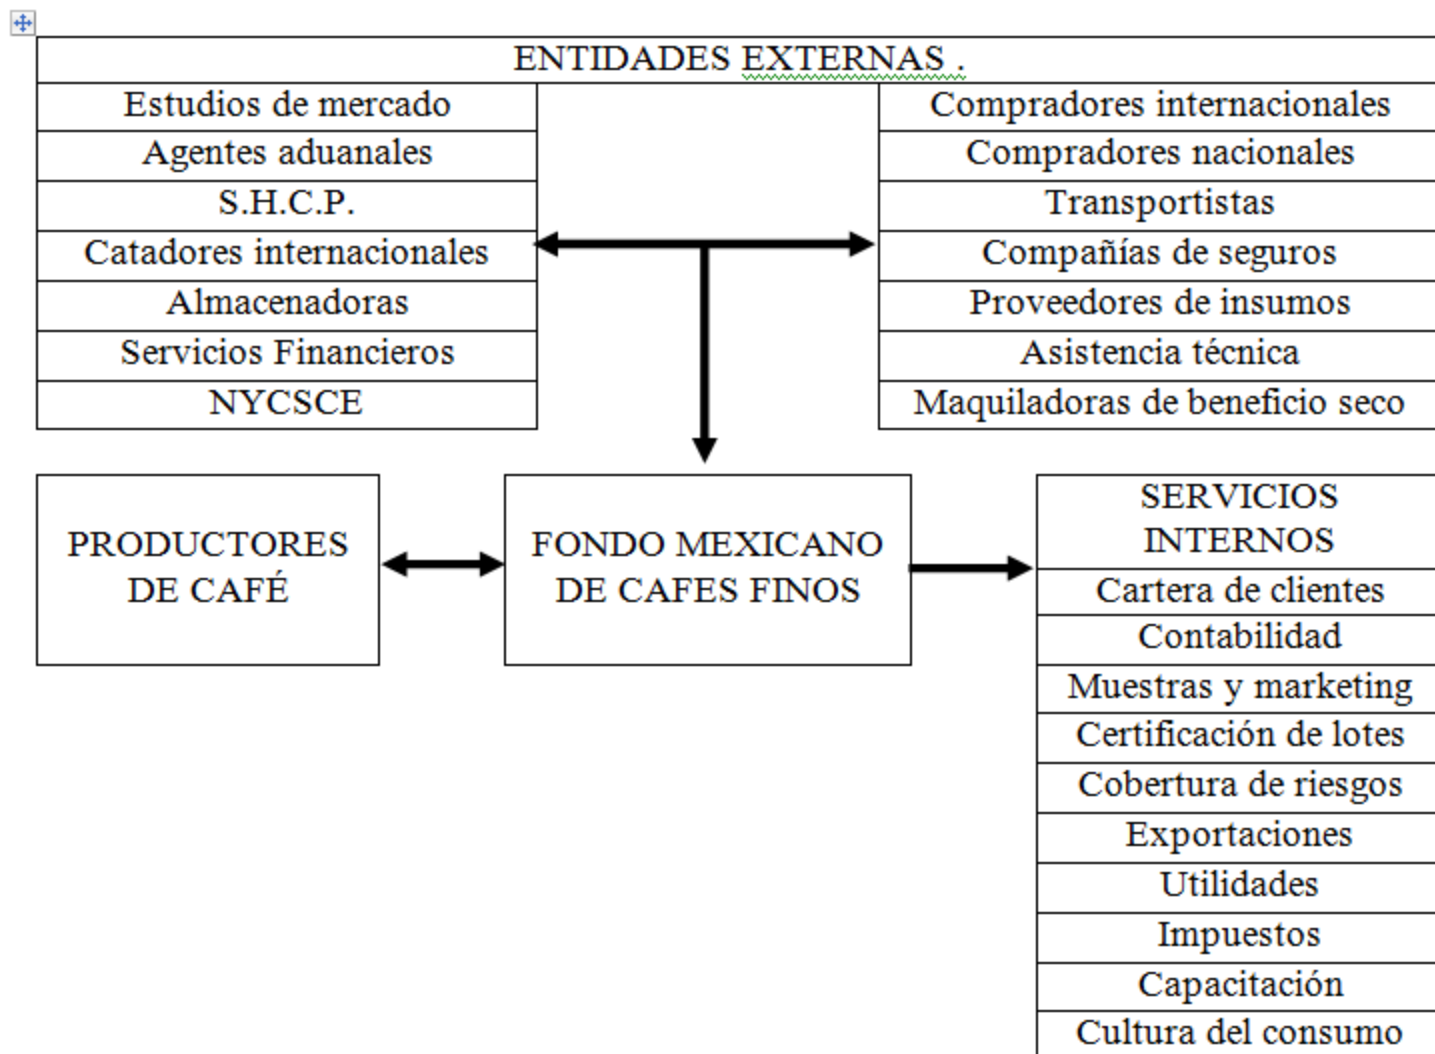 ENTIDADES EXTERNAS .
Estudios de mercado
Agentes aduanales
S.H.C.P.
Catadores internacionales
Almacenadoras
Servicios Financieros
NYCSCE
Compradores internacionales
Compradores nacionales
Transportistas
Compañías de seguros
Proveedores de insumos
Asistencia técnica
Maquiladoras de beneficio seco
PRODUCTORES
DE CAFÉ
FONDO MEXICANO
DE CAFES FINOS
SERVICIOS
INTERNOS
Cartera de clientes
Contabilidad
Muestras y marketing
Certificación de lotes
Cobertura de riesgos
Exportaciones
Utilidades
Impuestos
Capacitación
Cultura del consumo